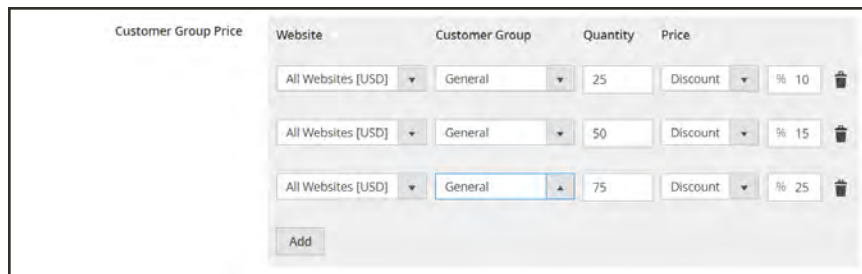 Customer Group Price
Website Customer Group Quantity Price
All Websites [USD] General 25 Discount % 10
All Websites [USD] General 50 Discount % 15
All Websites [USD] General 75 Discount % 25
Add